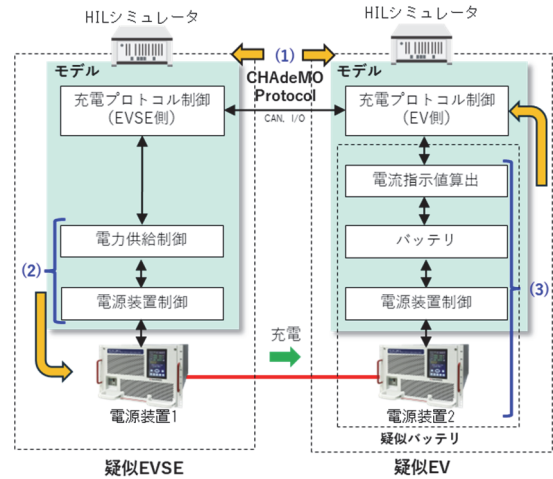 HILシミュレータ
HILシミュレータ
(1)
モデル
CHAdeMO
Protocol
モデル
充電プロトコル制御
(EVSE側)
CAN, I/O
充電プロトコル制御
(EV側)
電流指示値算出
(2)
電力供給制御
バッテリ
(3)
電源装置制御
電源装置制御
充電
電源装置1
電源装置2
疑似バッテリ
疑似EVSE
疑似EV